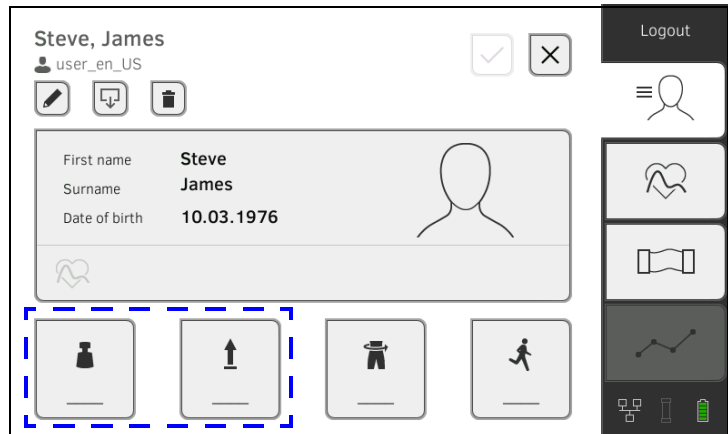 Steve, James
user_en_US
Logout
First name Steve
Surname James
Date of birth 10.03.1976